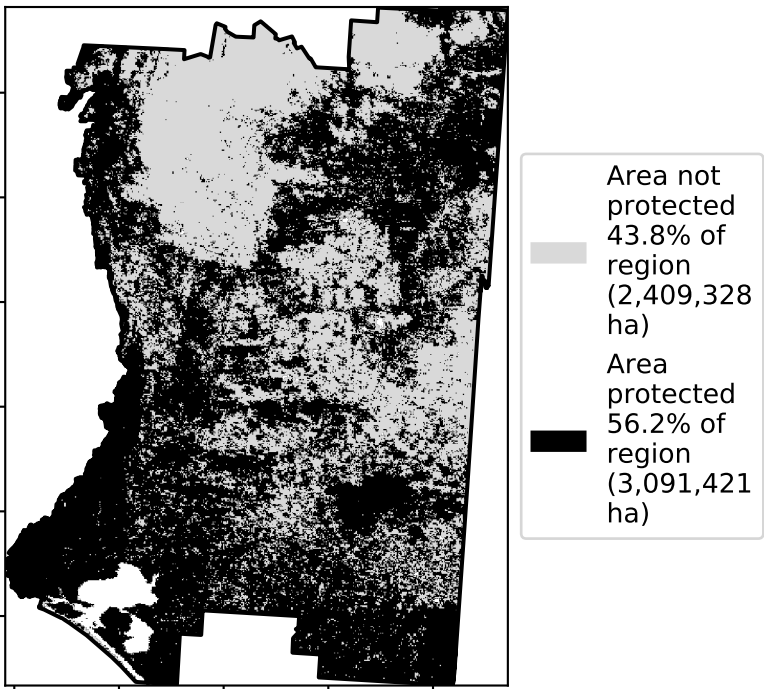 Area not
protected
43.8% of
region
(2,409,328
ha)
Area
protected
56.2% of
region
(3,091,421
ha)